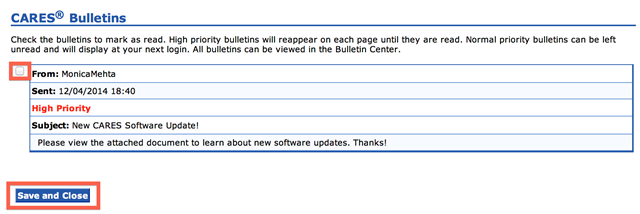 CARES® Bulletins
Check the bulletins to mark as read. High priority bulletins will reappear on each page until they are read. Normal priority bulletins can be left
unread and will display at your next login. All bulletins can be viewed in the Bulletin Center.
From: MonicaMehta
Sent: 12/04/2014 18:40
High Priority
Subject: New CARES Software Update!
Please view the attached document to learn about new software updates. Thanks!
Save and Close